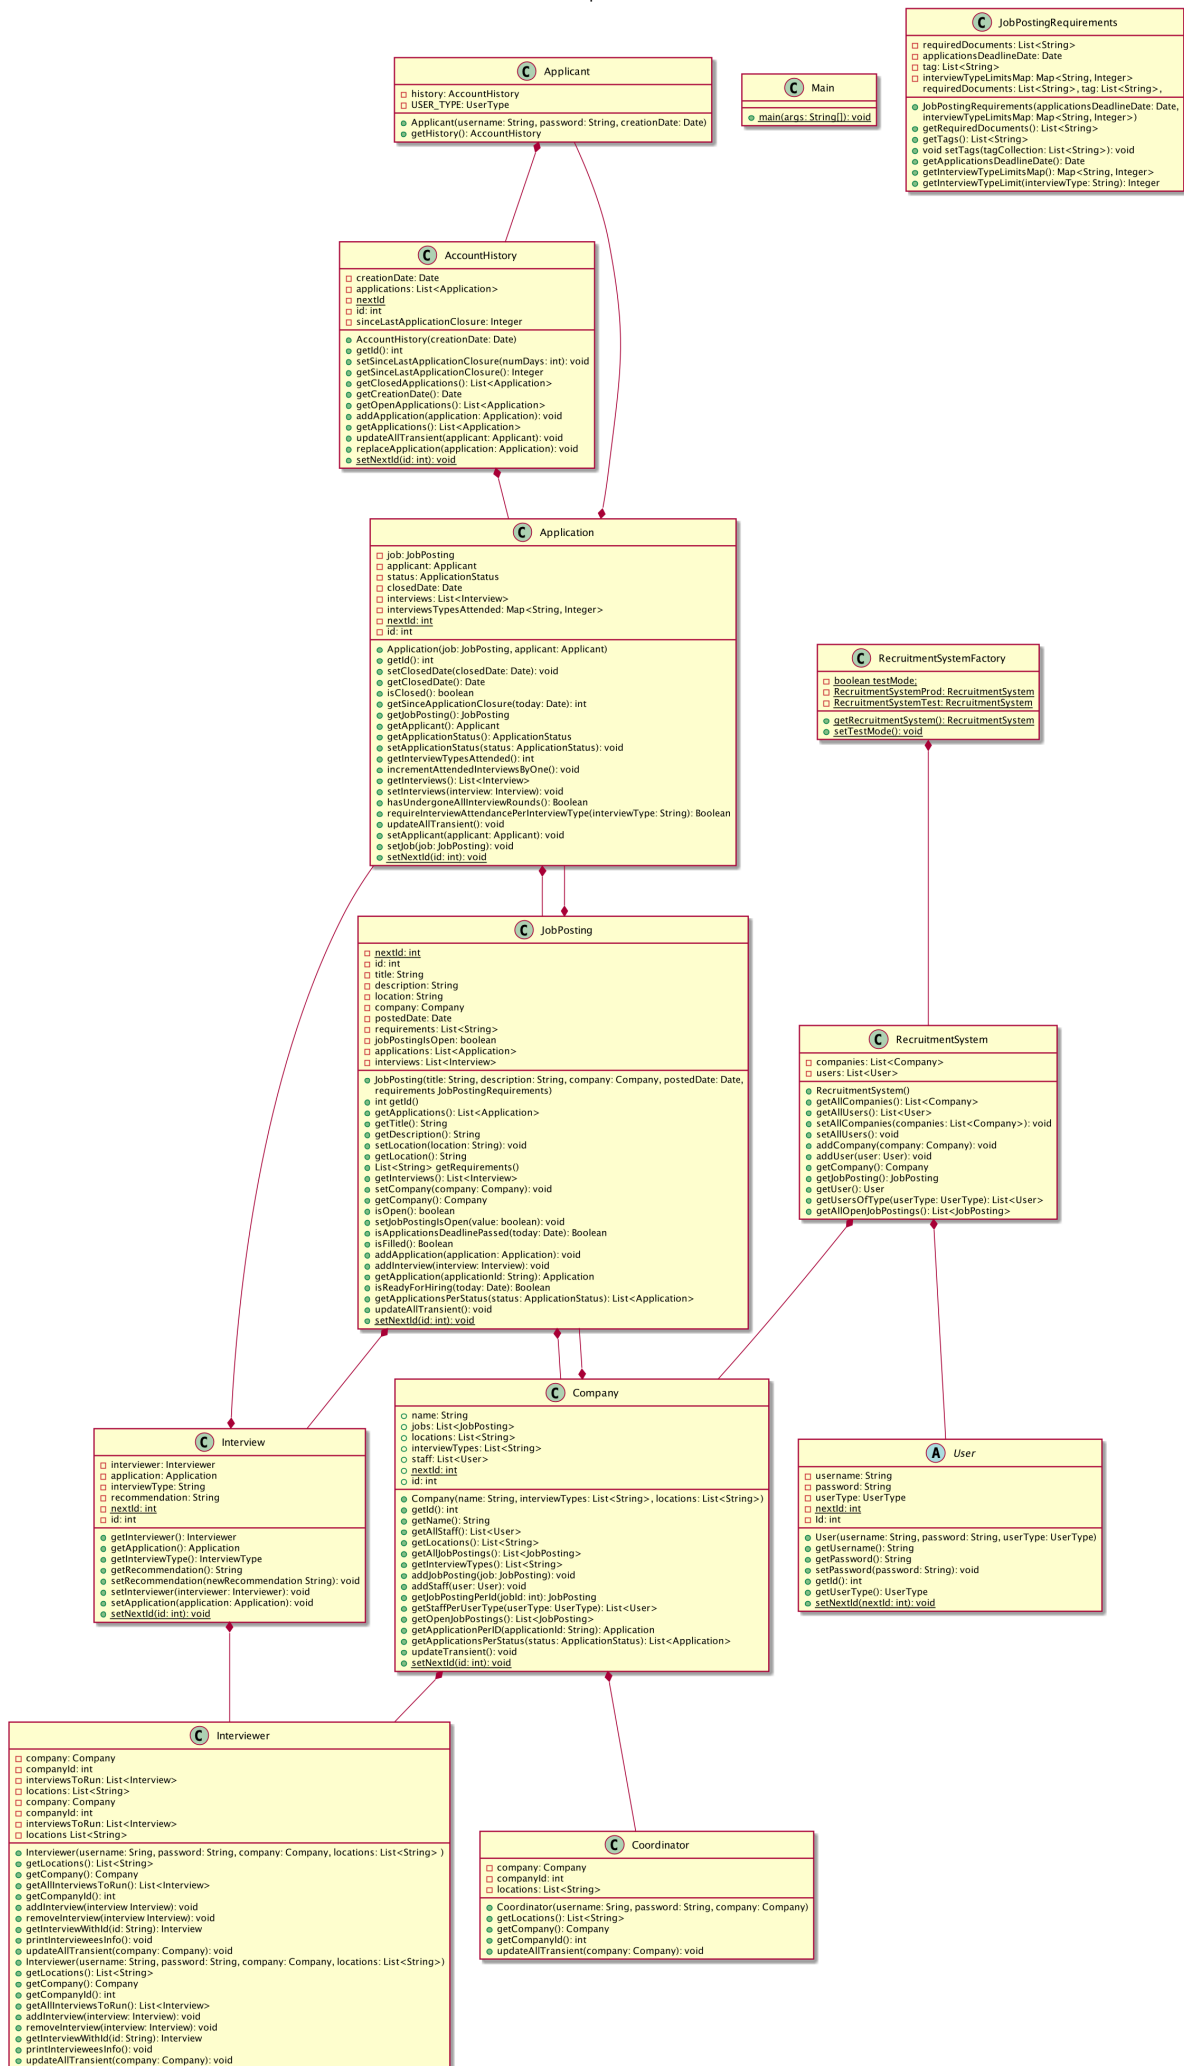 C JobPostingRequirements
requiredDocuments: List<String>
applicationsDeadlineDate: Date
tag: List<String>
interviewTypeLimitsMap: Map<String, Integer>
requiredDocuments: List<String>, tag: List<String>,
JobPostingRequirements(applicationsDeadlineDate: Date,
interviewTypeLimitsMap: Map<String, Integer>)
getRequiredDocuments(): List<String>
getTags(): List<String>
void setTags(tagCollection: List<String>): void
getApplicationsDeadlineDate(): Date
getInterviewTypeLimitsMap(): Map<String, Integer>
getInterviewTypeLimit(interviewType: String): Integer
C Applicant
history: AccountHistory
USER_TYPE: UserType
Applicant(username: String, password: String, creationDate: Date)
getHistory(): AccountHistory
C Main
main(args: String[]): void
C AccountHistory
creationDate: Date
applications: List<Application>
nextId
id: int
sinceLastApplicationClosure: Integer
AccountHistory(creationDate: Date)
getId(): int
setSinceLastApplicationClosure(numDays: int): void
getSinceLastApplicationClosure(): Integer
getClosedApplications(): List<Application>
getCreationDate(): Date
getOpenApplications(): List<Application>
addApplication(application: Application): void
getApplications(): List<Application>
updateAllTransient(applicant: Applicant): void
replaceApplication(application: Application): void
setNextId(id: int): void
C Application
job: JobPosting
applicant: Applicant
status: ApplicationStatus
closedDate: Date
interviews: List<Interview>
interviewsTypesAttended: Map<String, Integer>
nextId: int
id: int
Application(job: JobPosting, applicant: Applicant)
getId(): int
setClosedDate(closedDate: Date): void
getClosedDate(): Date
isClosed(): boolean
getSinceApplicationClosure(today: Date): int
getJobPosting(): JobPosting
getApplicant(): Applicant
getApplicationStatus(): ApplicationStatus
setApplicationStatus(status: ApplicationStatus): void
getInterviewTypesAttended(): int
incrementAttendedInterviewsByOne(): void
getInterviews(): List<Interview>
setInterviews(interview: Interview): void
hasUndergoneAllInterviewRounds(): Boolean
requireInterviewAttendancePerInterviewType(interviewType: String): Boolean
updateAllTransient(): void
setApplicant(applicant: Applicant): void
setJob(job: JobPosting): void
setNextId(id: int): void
C RecruitmentSystemFactory
boolean testMode;
RecruitmentSystemProd: RecruitmentSystem
RecruitmentSystemTest: RecruitmentSystem
getRecruitmentSystem(): RecruitmentSystem
setTestMode(): void
C JobPosting
nextId: int
id: int
title: String
description: String
location: String
company: Company
postedDate: Date
requirements: List<String>
jobPostingIsOpen: boolean
applications: List<Application>
interviews: List<Interview>
JobPosting(title: String, description: String, company: Company, postedDate: Date,
requirements JobPostingRequirements)
int getId()
getApplications(): List<Application>
getTitle(): String
getDescription(): String
setLocation(location: String): void
getLocation(): String
List<String> getRequirements()
getInterviews(): List<Interview>
setCompany(company: Company): void
getCompany(): Company
isOpen(): boolean
setJobPostingIsOpen(value: boolean): void
isApplicationsDeadlinePassed(today: Date): Boolean
isFilled(): Boolean
addApplication(application: Application): void
addInterview(interview: Interview): void
getApplication(applicationId: String): Application
isReadyForHiring(today: Date): Boolean
getApplicationsPerStatus(status: ApplicationStatus): List<Application>
updateAllTransient(): void
setNextId(id: int): void
C RecruitmentSystem
companies: List<Company>
users: List<User>
RecruitmentSystem()
getAllCompanies(): List<Company>
getAllUsers(): List<User>
setAllCompanies(companies: List<Company>): void
setAllUsers(): void
addCompany(company: Company): void
addUser(user: User): void
getCompany(): Company
getJobPosting(): JobPosting
getUser(): User
getUsersOfType(userType: UserType): List<User>
getAllOpenJobPostings(): List<JobPosting>
C Interview
interviewer: Interviewer
application: Application
interviewType: String
recommendation: String
nextId: int
id: int
getInterviewer(): Interviewer
getApplication(): Application
getInterviewType(): InterviewType
getRecommendation(): String
setRecommendation(newRecommendation String): void
setInterviewer(interviewer: Interviewer): void
setApplication(application: Application): void
setNextId(id: int): void
C Company
name: String
jobs: List<JobPosting>
locations: List<String>
interviewTypes: List<String>
staff: List<User>
nextId: int
id: int
Company(name: String, interviewTypes: List<String>, locations: List<String>)
getId(): int
getName(): String
getAllStaff(): List<User>
getLocations(): List<String>
getAllJobPostings(): List<JobPosting>
getInterviewTypes(): List<String>
addJobPosting(job: JobPosting): void
addStaff(user: User): void
getJobPostingPerId(jobId: int): JobPosting
getStaffPerUserType(userType: UserType): List<User>
getOpenJobPostings(): List<JobPosting>
getApplicationPerID(applicationId: String): Application
getApplicationsPerStatus(status: ApplicationStatus): List<Application>
updateTransient(): void
setNextId(id: int): void
A User
username: String
password: String
userType: UserType
nextId: int
Id: int
User(username: String, password: String, userType: UserType)
getUsername(): String
getPassword(): String
setPassword(password: String): void
getId(): int
getUserType(): UserType
setNextId(nextId: int): void
C Interviewer
company: Company
companyId: int
interviewsToRun: List<Interview>
locations: List<String>
company: Company
companyId: int
interviewsToRun: List<Interview>
locations List<String>
Interviewer(username: Sring, password: String, company: Company, locations: List<String> )
getLocations(): List<String>
getCompany(): Company
getAllInterviewsToRun(): List<Interview>
getCompanyId(): int
addInterview(interview Interview): void
removeInterview(interview Interview): void
getInterviewWithId(id: String): Interview
printIntervieweesInfo(): void
updateAllTransient(company: Company): void
Interviewer(username: String, password: String, company: Company, locations: List<String>)
getLocations(): List<String>
getCompany(): Company
getCompanyId(): int
getAllInterviewsToRun(): List<Interview>
addInterview(interview: Interview): void
removeInterview(interview: Interview): void
getInterviewWithId(id: String): Interview
printIntervieweesInfo(): void
updateAllTransient(company: Company): void
C Coordinator
company: Company
companyId: int
locations: List<String>
Coordinator(username: Sring, password: String, company: Company)
getLocations(): List<String>
getCompany(): Company
getCompanyId(): int
updateAllTransient(company: Company): void